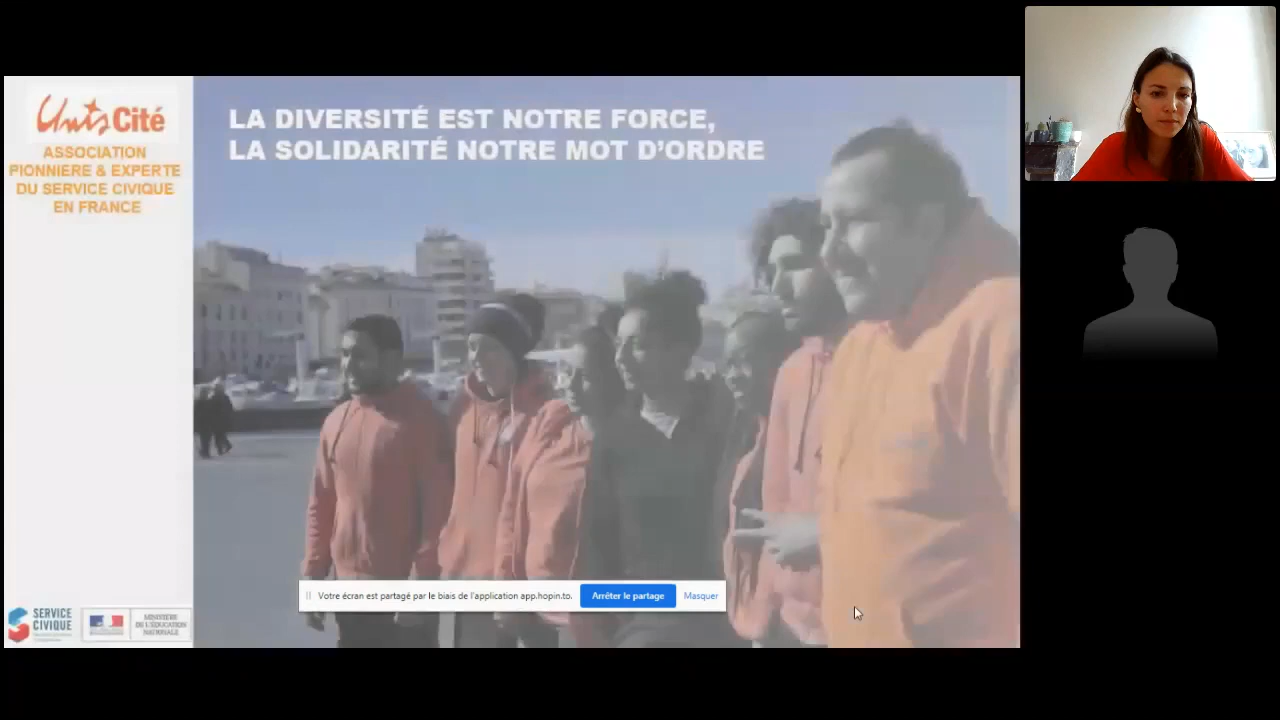 Unis Cité
ASSOCIATION
PIONNIERE & EXPERTE
DU SERVICE CIVIQUE
EN FRANCE
LA DIVERSITÉ EST NOTRE FORCE,
LA SOLIDARITÉ NOTRE MOT D'ORDRE
Votre écran est partagé par le biais de l'application app.hopin.to.
Arrêter le partage
Masquer
SERVICE
CIVIQUE
MINISTÈRE
DE L'ÉDUCATION
NATIONALE